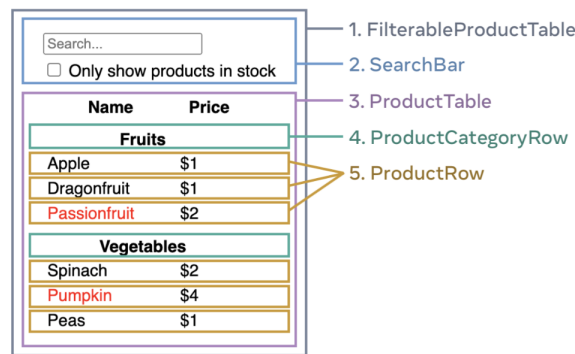 Search...
Only show products in stock
Name Price
Fruits
Apple $1
Dragonfruit $1
Passionfruit $2
Vegetables
Spinach $2
Pumpkin $4
Peas $1
1. FilterableProductTable
2. SearchBar
3. ProductTable
4. ProductCategoryRow
5. ProductRow